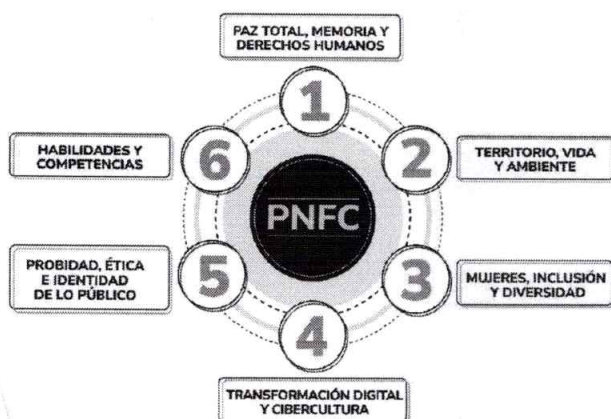 PAZ TOTAL, MEMORIA Y
DERECHOS HUMANOS
1
HABILIDADES Y
COMPETENCIAS
6
2
TERRITORIO, VIDA
Y AMBIENTE
PNFC
PROBIDAD, ÉTICA
E IDENTIDAD
DE LO PÚBLICO
5
3
MUJERES, INCLUSIÓN
Y DIVERSIDAD
4
TRANSFORMACIÓN DIGITAL
Y CIBERCULTURA